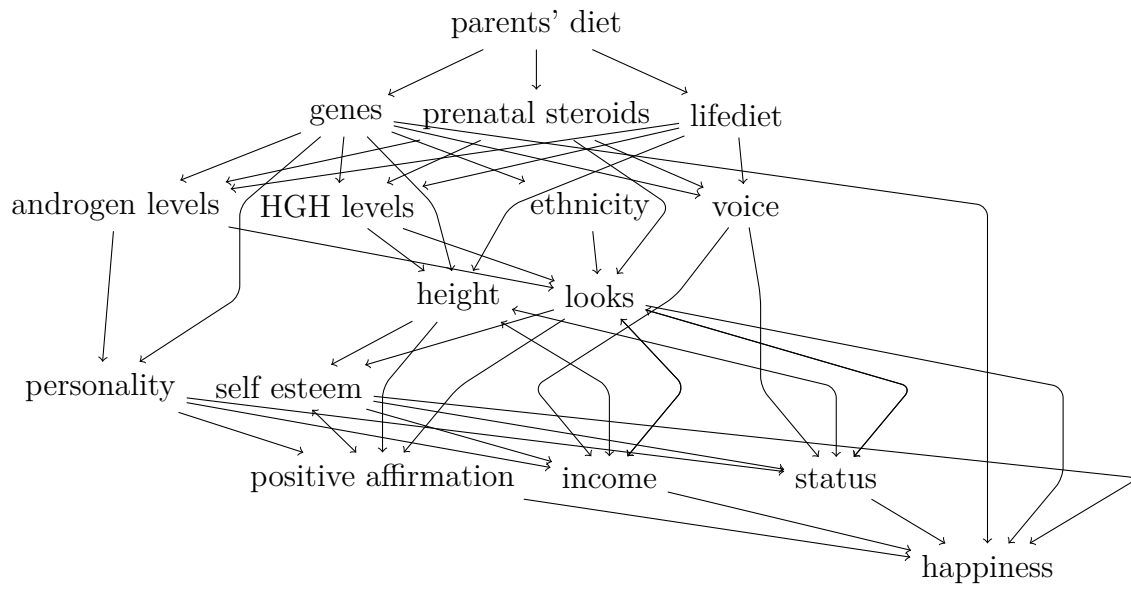 parents' diet
genes prenatal steroids lifediet
androgen levels HGH levels ethnicity voice
height looks
personality self esteem
positive affirmation income status
happiness